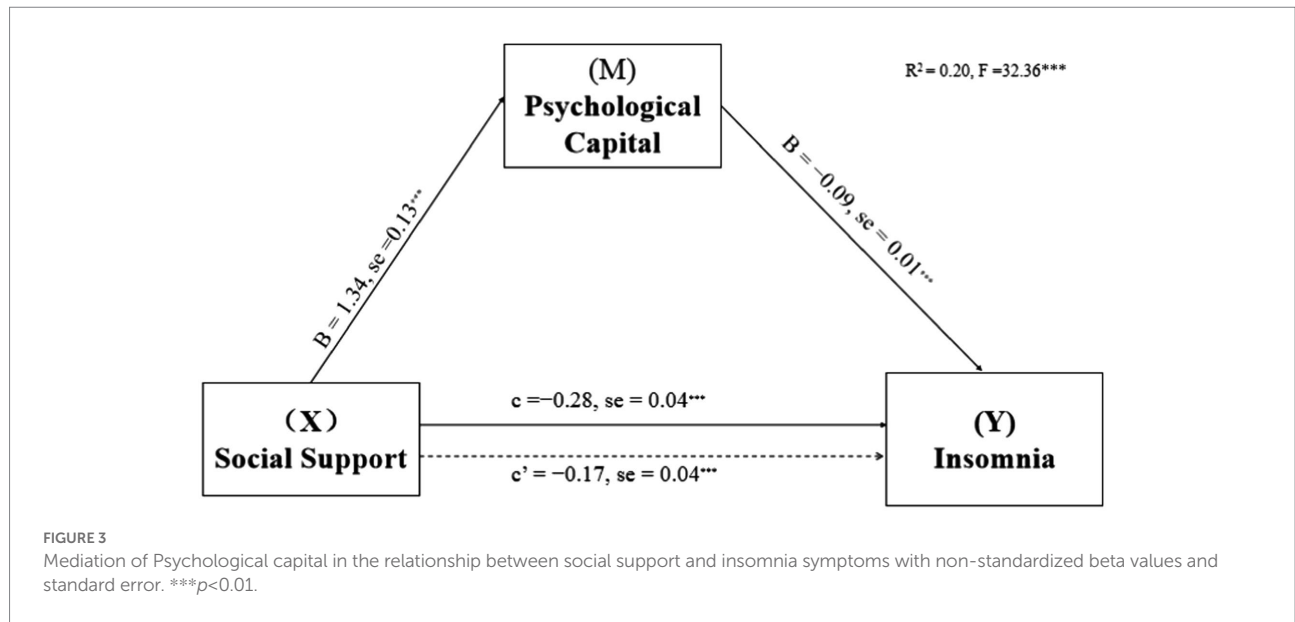 (M)
Psychological
Capital
R²= 0.20, F =32.36***
B = 1.34, se =0.13***
B = −0.09, se = 0.01***
（X）
Social Support
c =−0.28, se = 0.04***
c’ = −0.17, se = 0.04***
(Y)
Insomnia
FIGURE 3
Mediation of Psychological capital in the relationship between social support and insomnia symptoms with non-standardized beta values and
standard error. ***p<0.01.